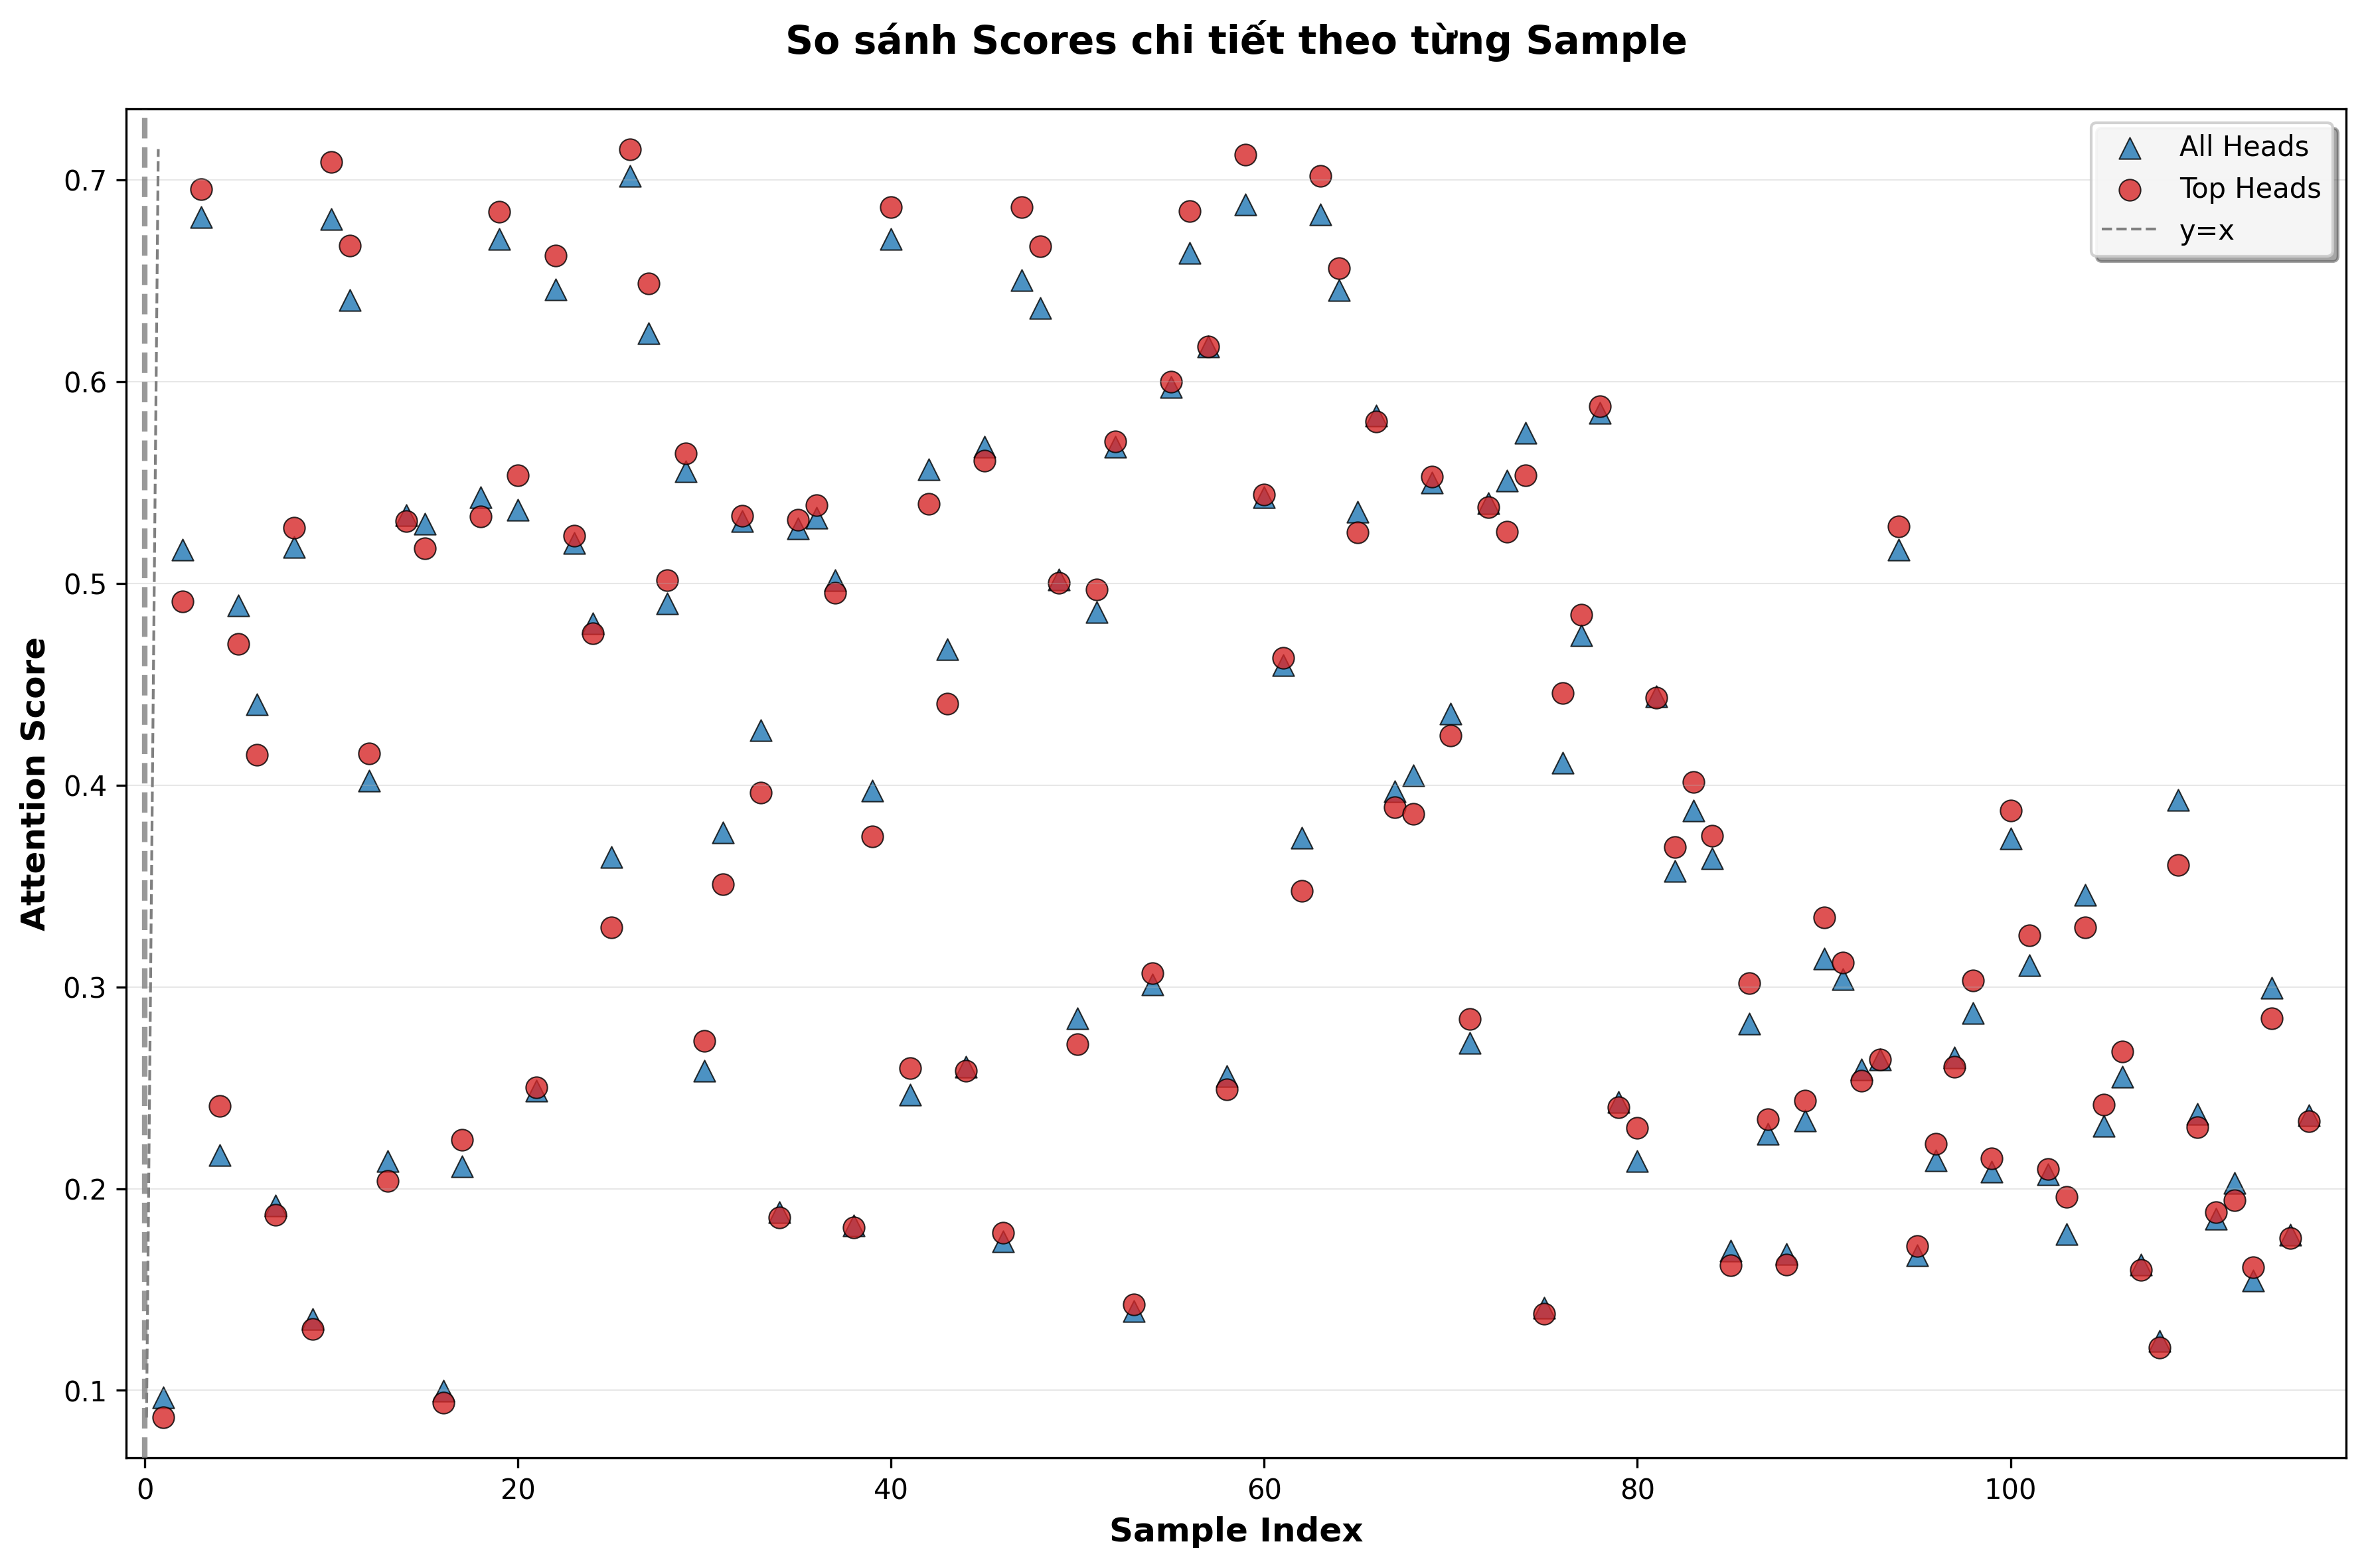 So sánh Scores chi tiết theo từng Sample
All Heads
Top Heads
y=x
Attention Score
0.7
0.6
0.5
0.4
0.3
0.2
0.1
0 20 40 60 80 100
Sample Index